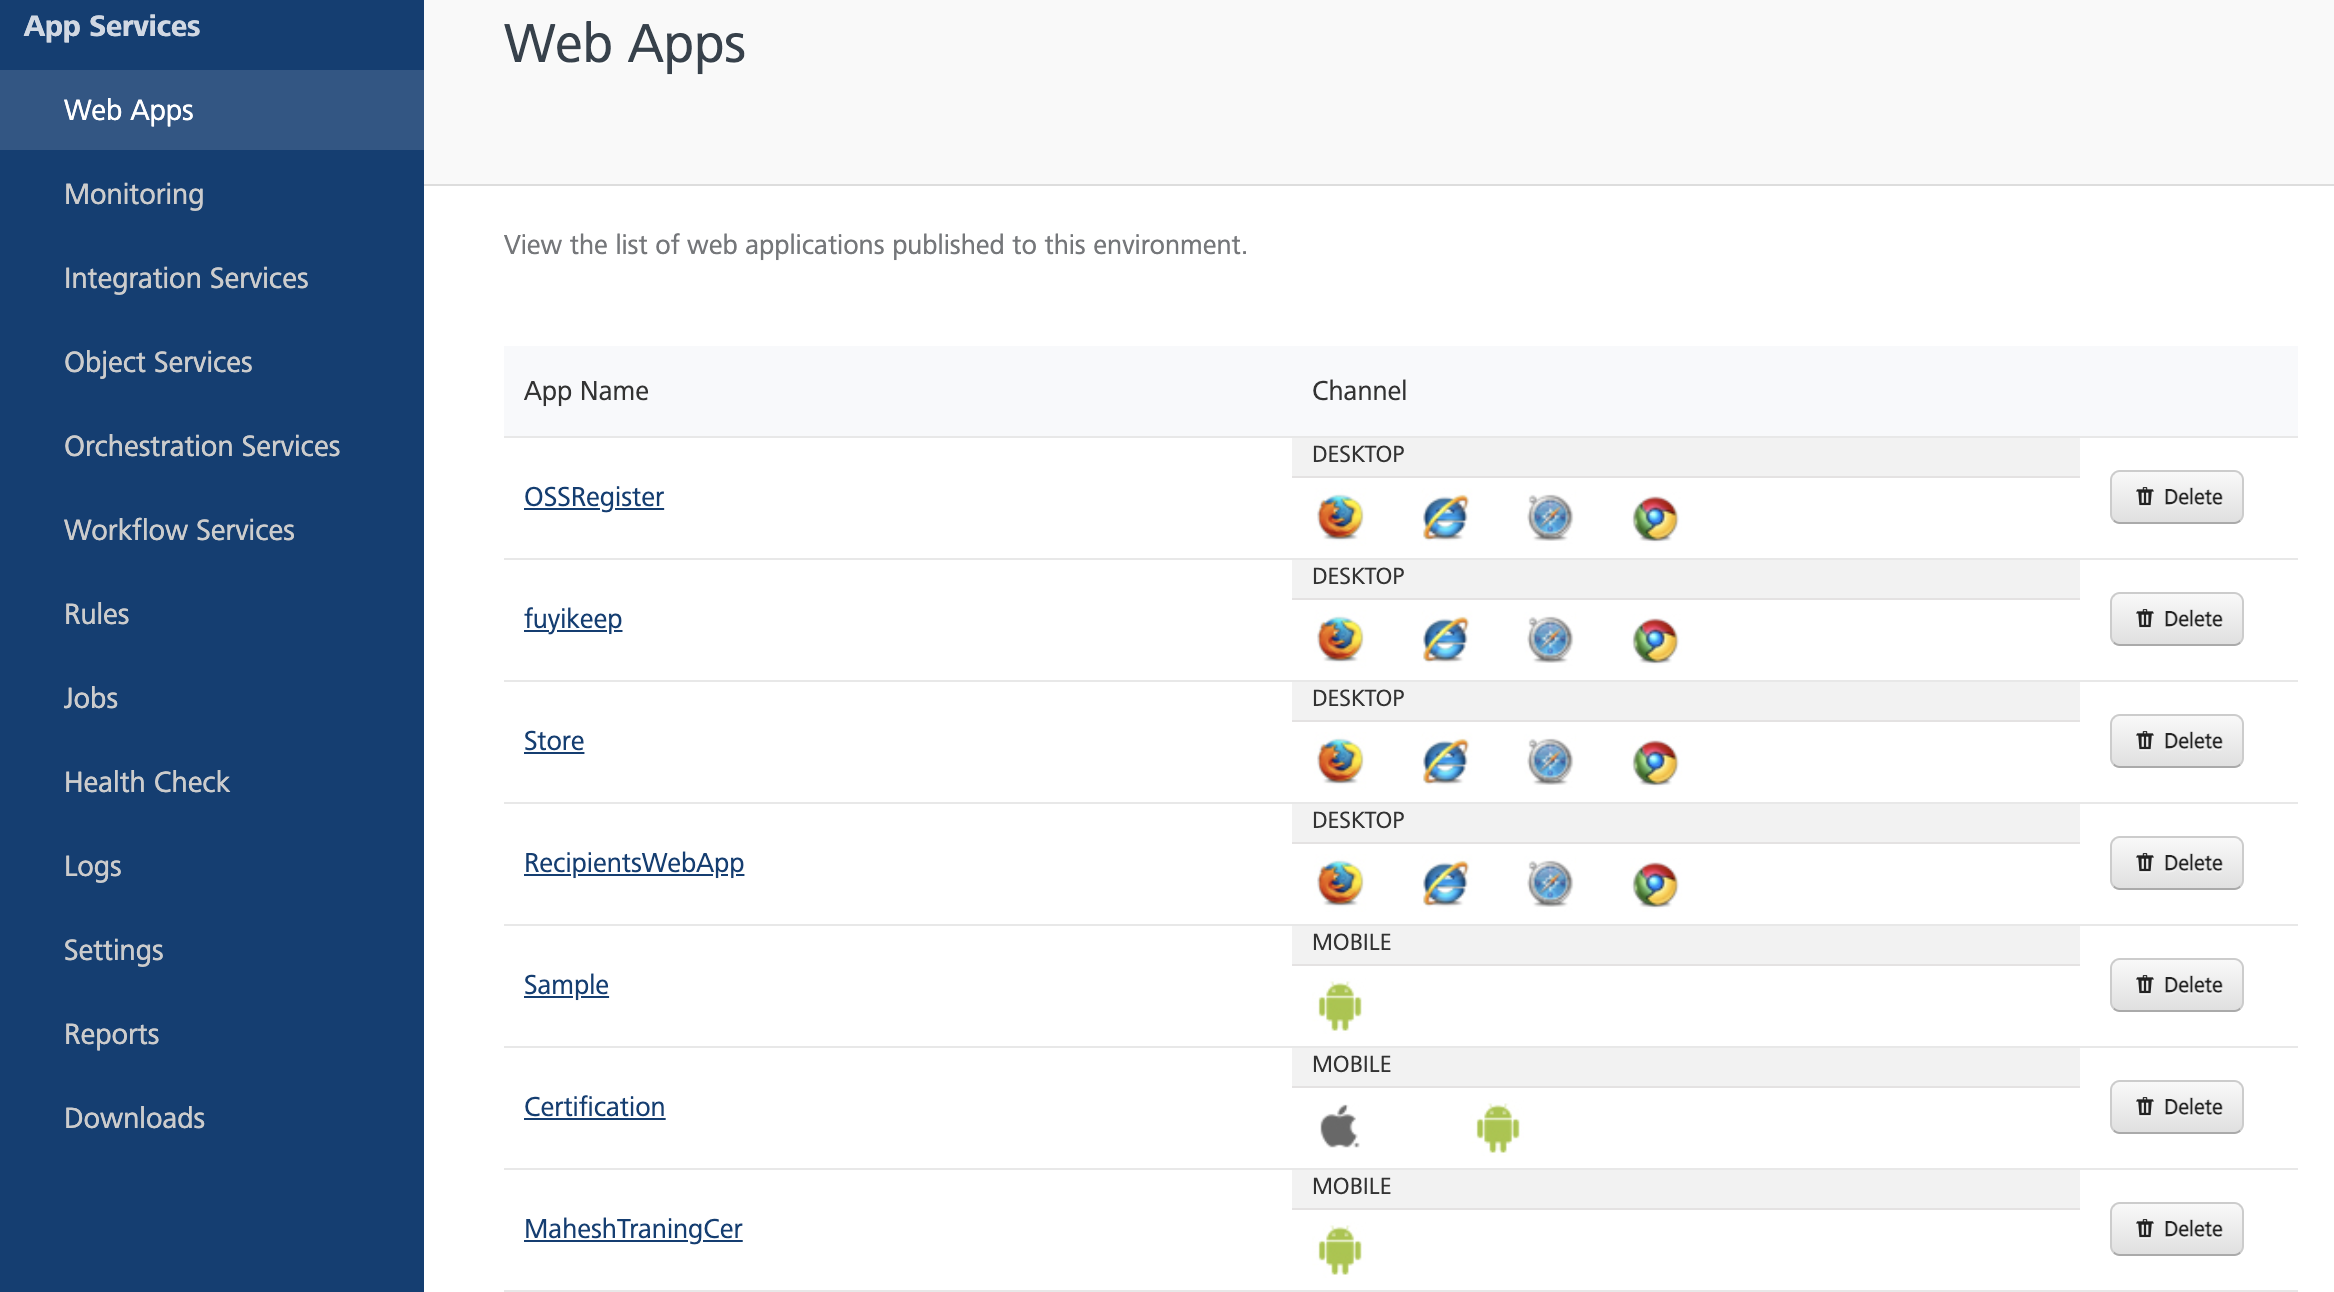 App Services
Web Apps
Monitoring
Integration Services
Object Services
Orchestration Services
Workflow Services
Rules
Jobs
Health Check
Logs
Settings
Reports
Downloads
Web Apps
View the list of web applications published to this environment.
App Name Channel
DESKTOP
OSSRegister Delete
DESKTOP
fuyikeep Delete
DESKTOP
Store Delete
DESKTOP
RecipientsWebApp Delete
MOBILE
Sample Delete
MOBILE
Certification Delete
MOBILE
MaheshTraningCer Delete